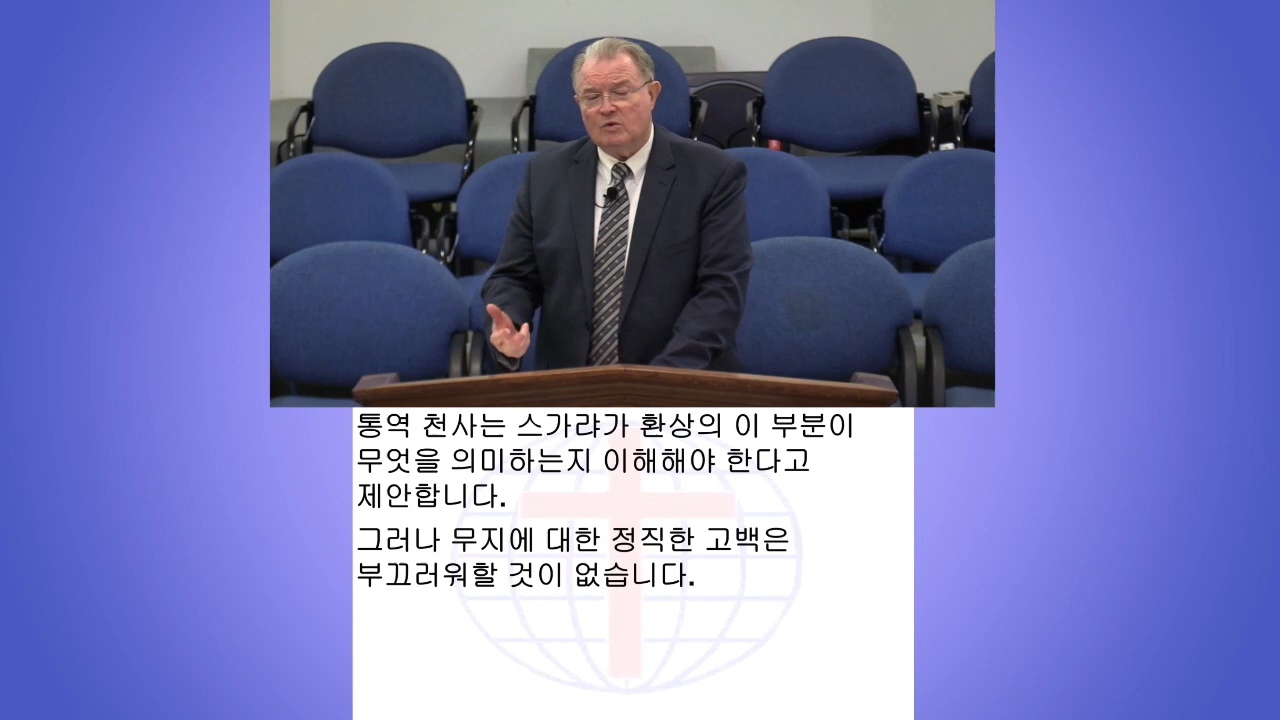 통역 천사는 스가랴가 환상의 이 부분이
무엇을 의미하는지 이해해야 한다고
제안합니다.
그러나 무지에 대한 정직한 고백은
부끄러워할 것이 없습니다.